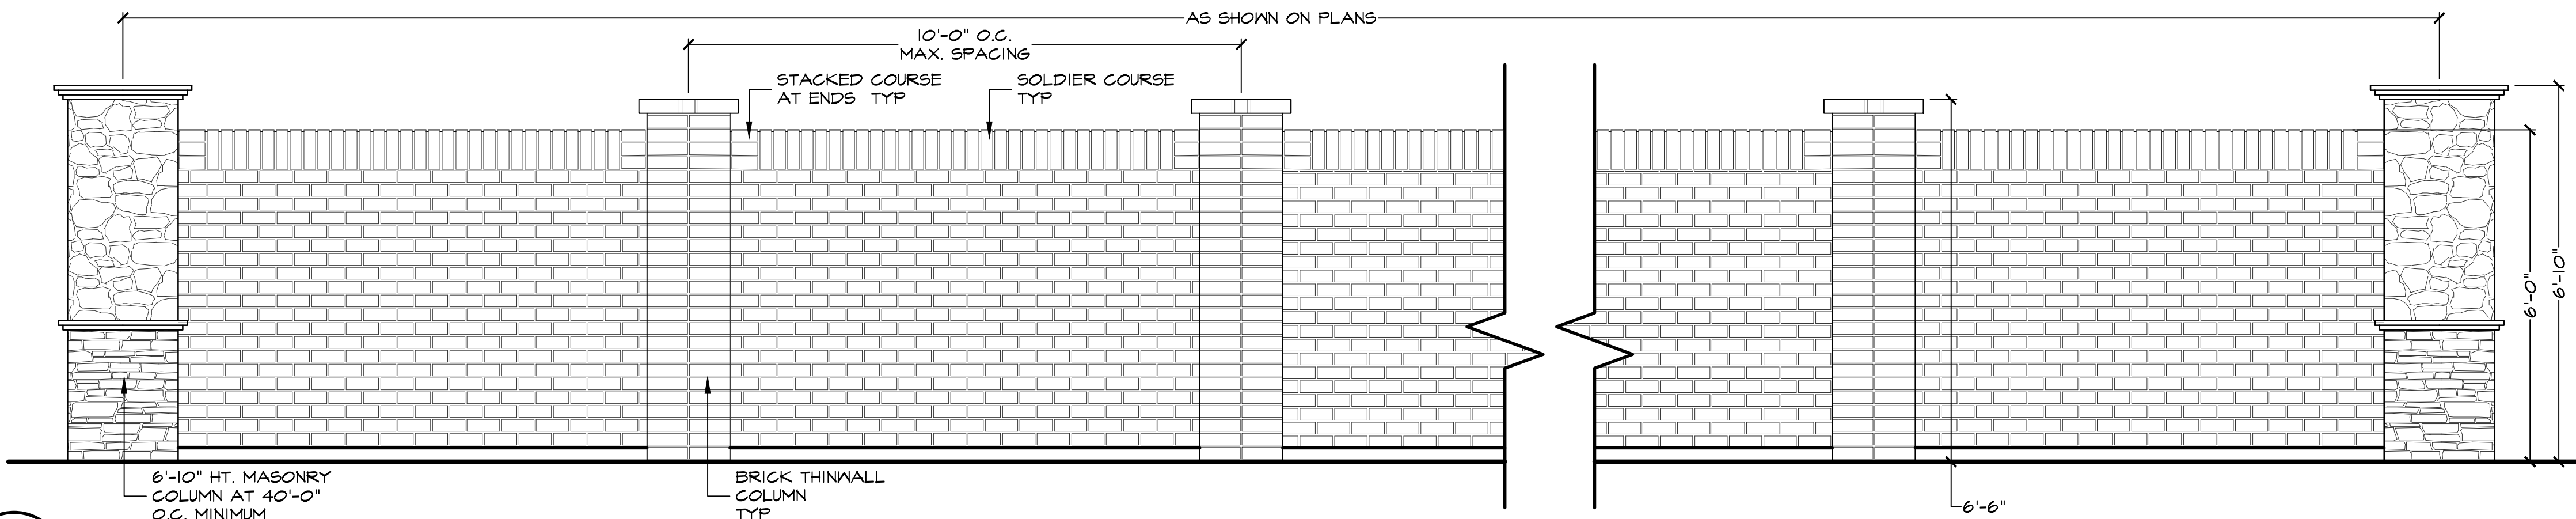 AS SHOWN ON PLANS
10'-0" O.C.
MAX. SPACING
STACKED COURSE
AT ENDS TYP
SOLDIER COURSE
TYP
6'-0"
6'-10"
6'-10" HT. MASONRY
COLUMN AT 40'-0"
O.C. MINIMUM
BRICK THINWALL
COLUMN
TYP
6'-6"